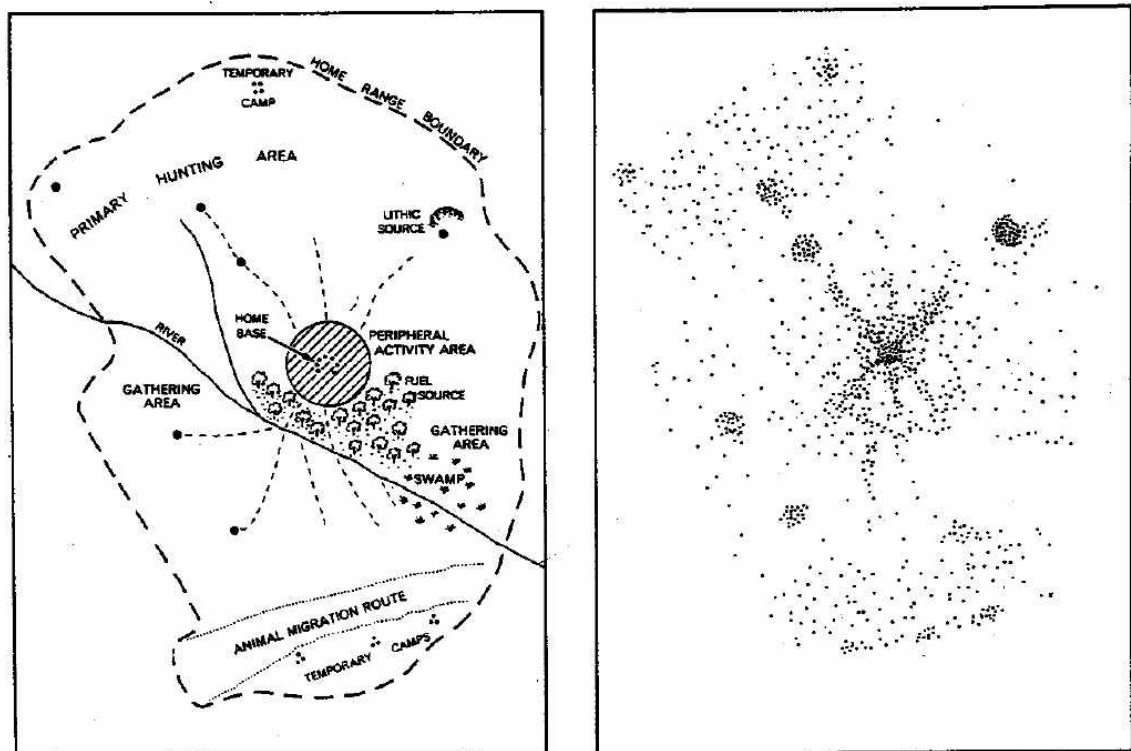 TEMPORARY
CAMP
HOME RANGE BOUNDARY
PRIMARY HUNTING AREA
LITHIC
SOURCE
HOME
BASE
RIVER
PERIPHERAL
ACTIVITY AREA
FUEL
SOURCE
GATHERING
AREA
GATHERING
AREA
SWAMP
ANIMAL MIGRATION ROUTE
TEMPORARY CAMPS